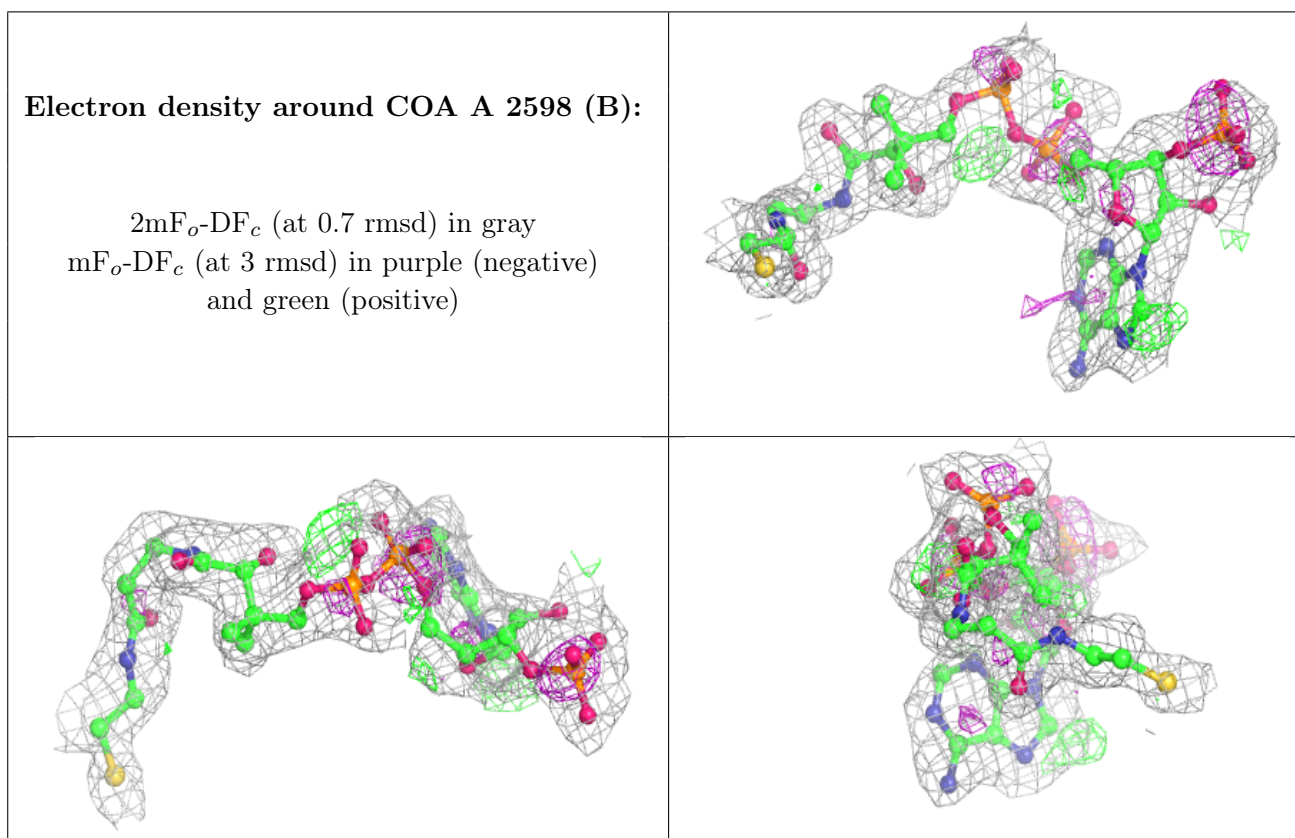 Electron density around COA A 2598 (B):
2mFo-DFc (at 0.7 rmsd) in gray
mFo-DFc (at 3 rmsd) in purple (negative)
and green (positive)